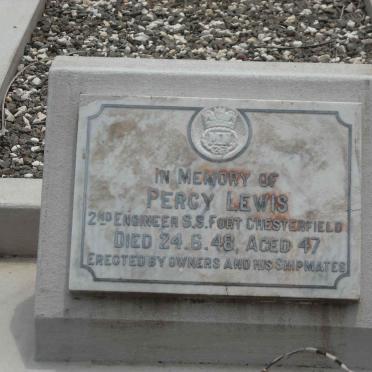 IN MEMORY OF
PERCY LEWIS
2ND ENGINEER S.S. FORT CHESTERFIELD
DIED 24.6.48, AGED 47
ERECTED BY OWNERS AND HIS SHIPMATES